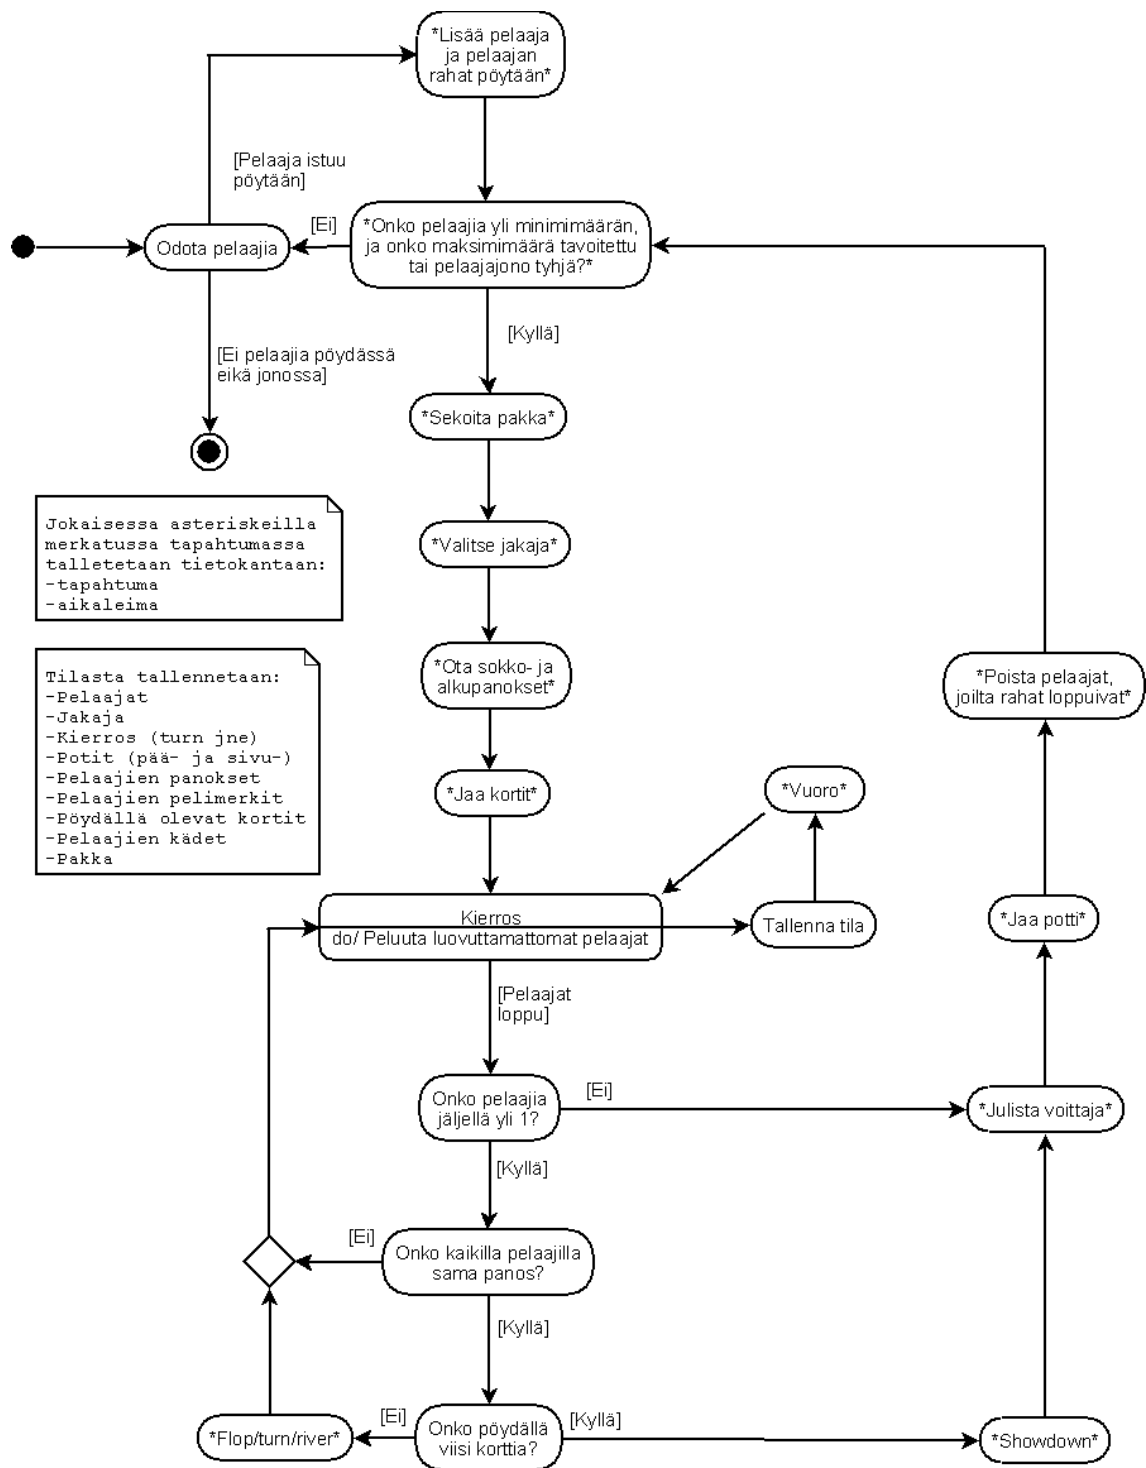 *Lisää pelaaja
ja pelaajan
rahat pöytään*
[Pelaaja istuu
pöytään]
[Ei]
*Onko pelaajia yli minimimäärän,
ja onko maksimimäärä tavoitettu
tai pelaajajono tyhjä?*
Odota pelaajia
[Kyllä]
[Ei pelaajia pöydässä
eikä jonossa]
*Sekoita pakka*
Jokaisessa asteriskeilla
merkatussa tapahtumassa
talletetaan tietokantaan:
-tapahtuma
-aikaleima
*Valitse jakaja*
Tilasta tallennetaan:
-Pelaajat
-Jakaja
-Kierros (turn jne)
-Potit (pää- ja sivu-)
-Pelaajien panokset
-Pelaajien pelimerkit
-Pöydällä olevat kortit
-Pelaajien kädet
-Pakka
*Ota sokko- ja
alkupanokset*
*Poista pelaajat,
joilta rahat loppuivat*
*Jaa kortit*
*Vuoro*
Kierros
do/ Peluuta luovuttamattomat pelaajat
Tallenna tila
*Jaa potti*
[Pelaajat
loppu]
Onko pelaajia
jäljellä yli 1?
[Ei]
*Julista voittaja*
[Kyllä]
[Ei]
Onko kaikilla pelaajilla
sama panos?
[Kyllä]
*Flop/turn/river*
[Ei]
Onko pöydällä
viisi korttia?
[Kyllä]
*Showdown*